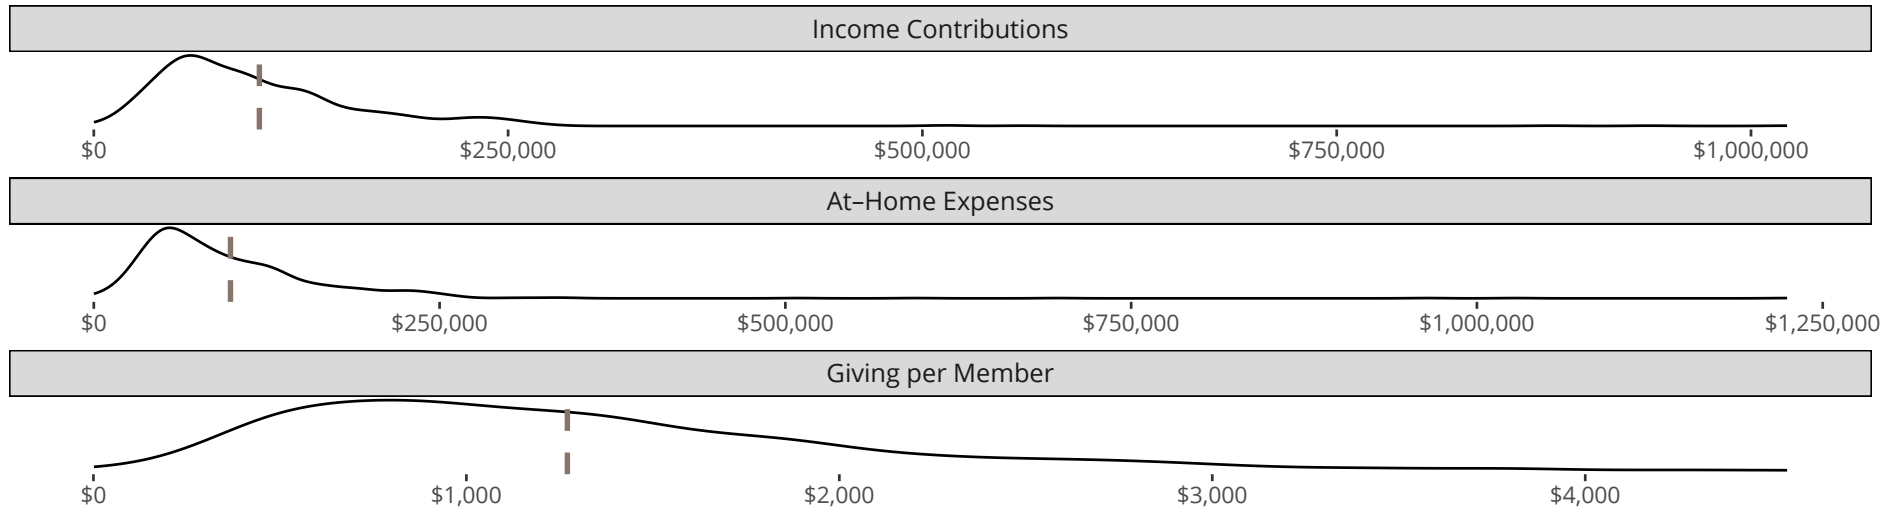 Income Contributions
$0 $250,000 $500,000 $750,000 $1,000,000
At–Home Expenses
$0 $250,000 $500,000 $750,000 $1,000,000 $1,250,000
Giving per Member
$0 $1,000 $2,000 $3,000 $4,000